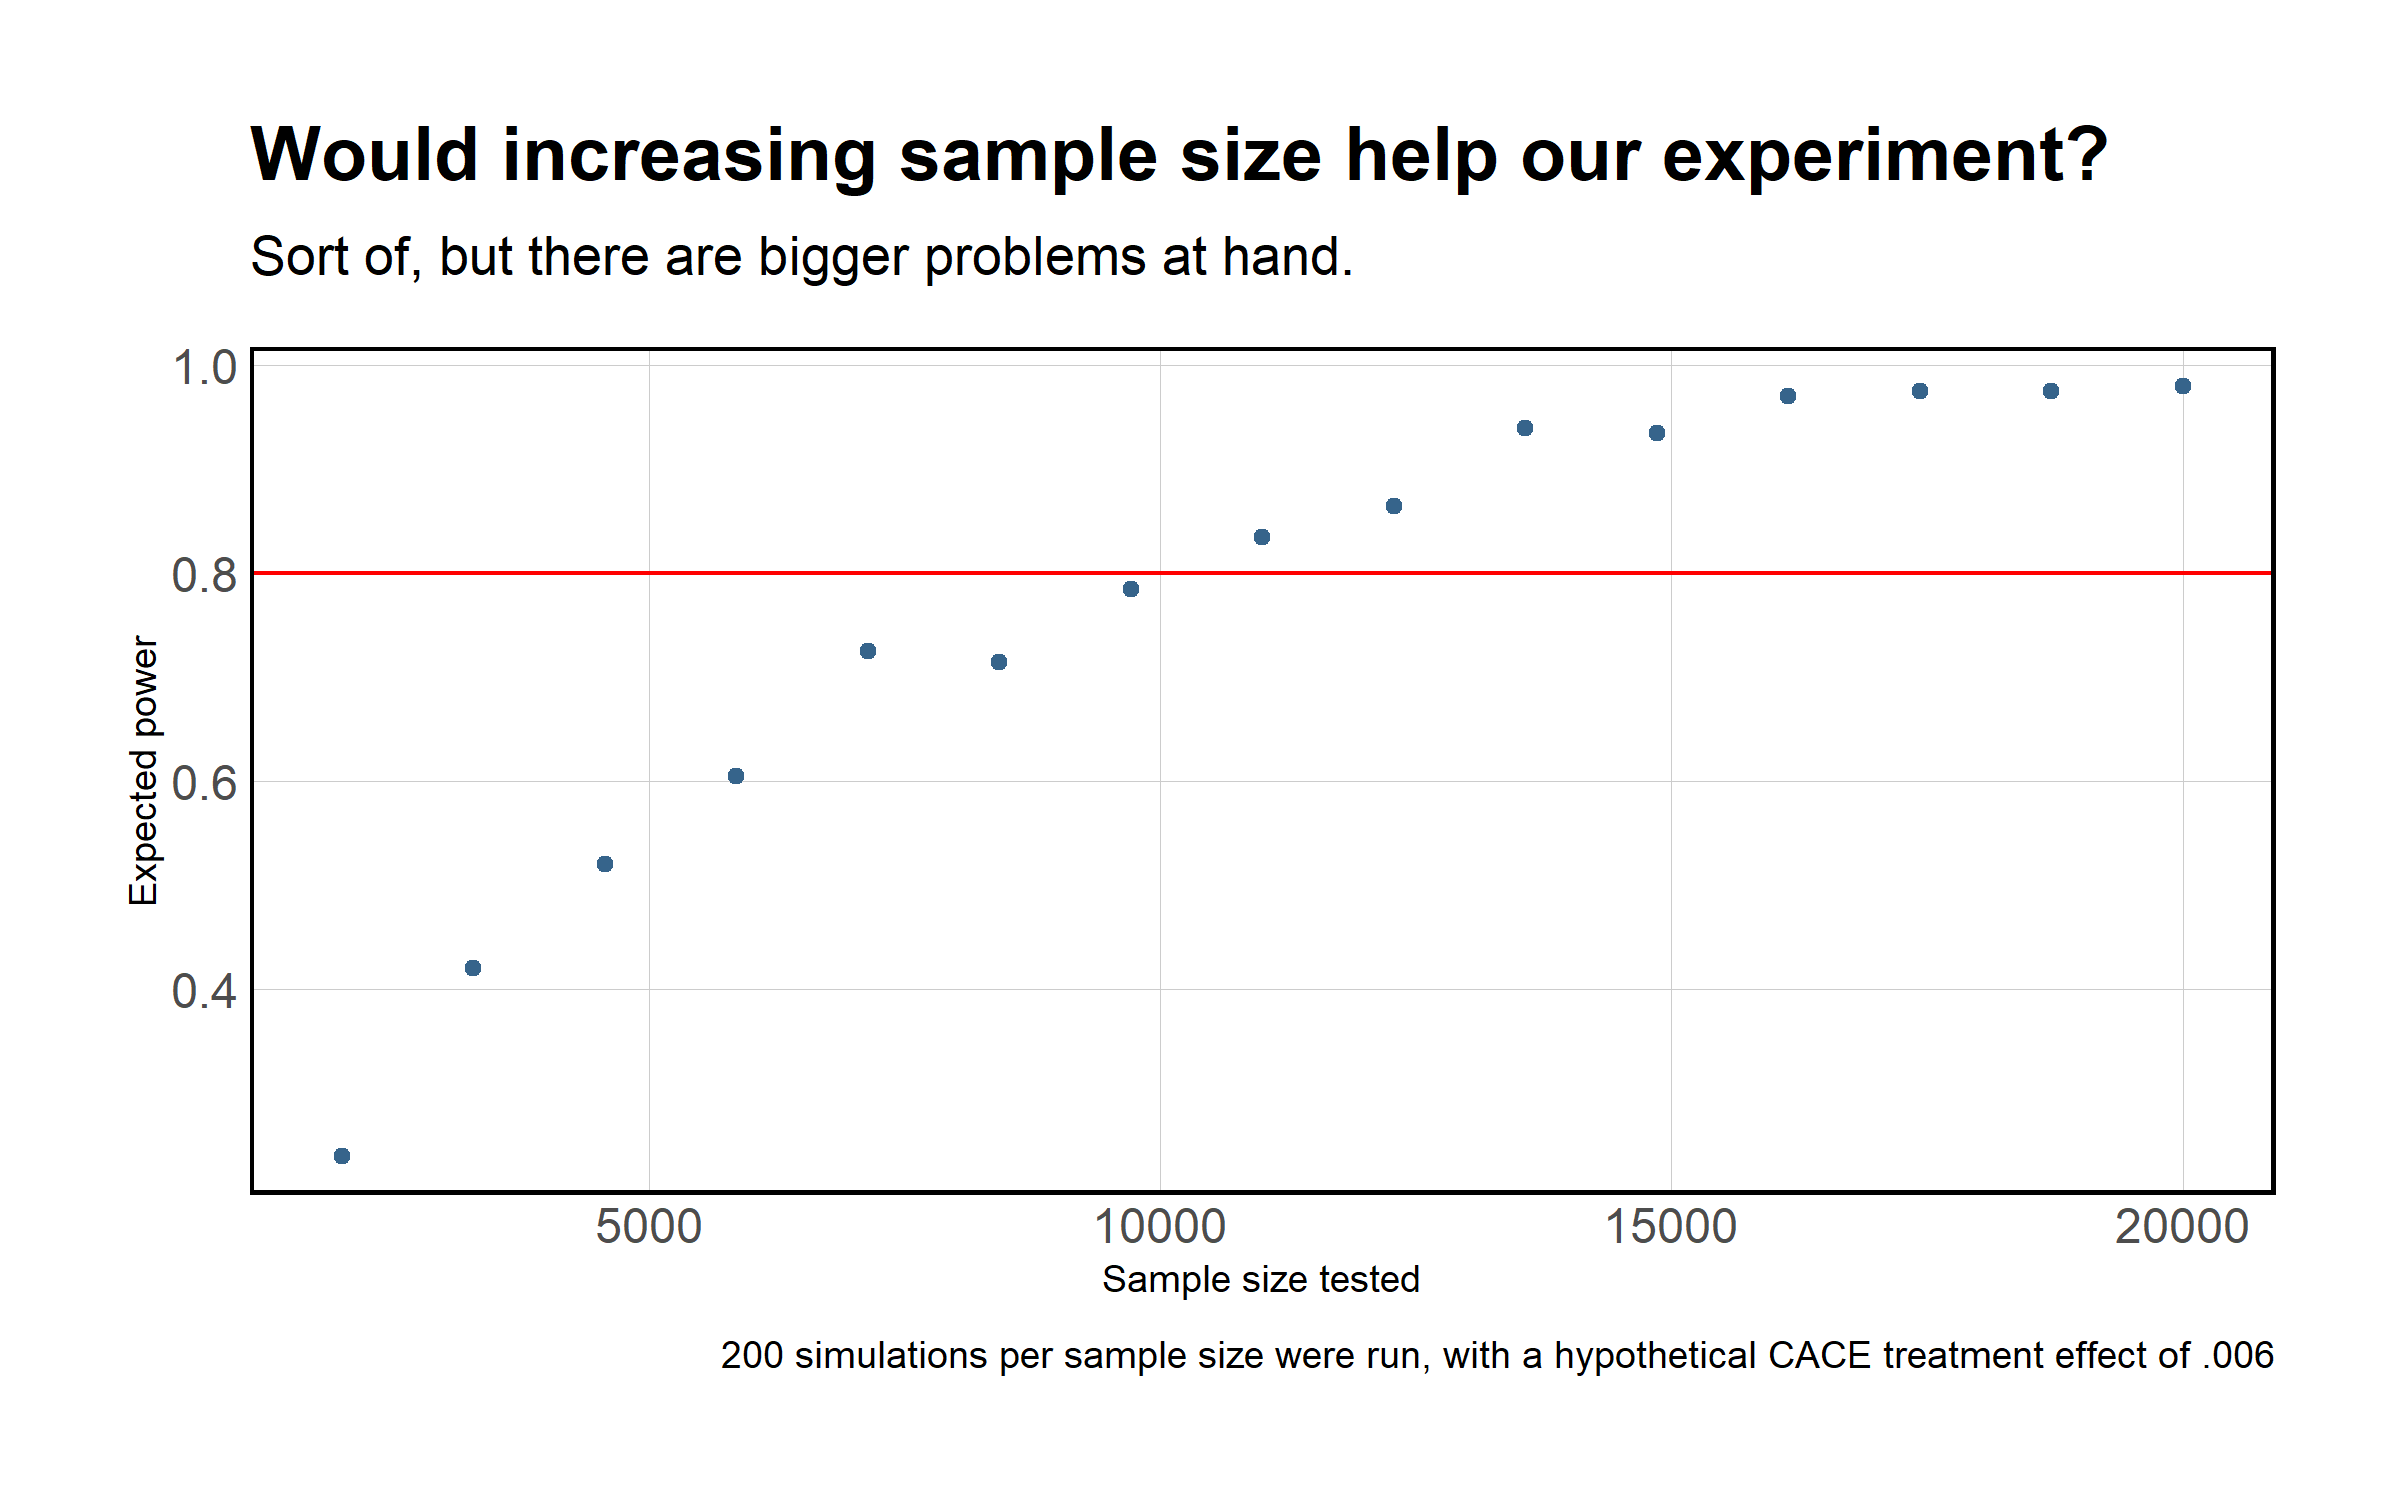 Would increasing sample size help our experiment?
Sort of, but there are bigger problems at hand.
1.0
0.8
0.6
0.4
Expected power
5000 10000 15000 20000
Sample size tested
200 simulations per sample size were run, with a hypothetical CACE treatment effect of .006